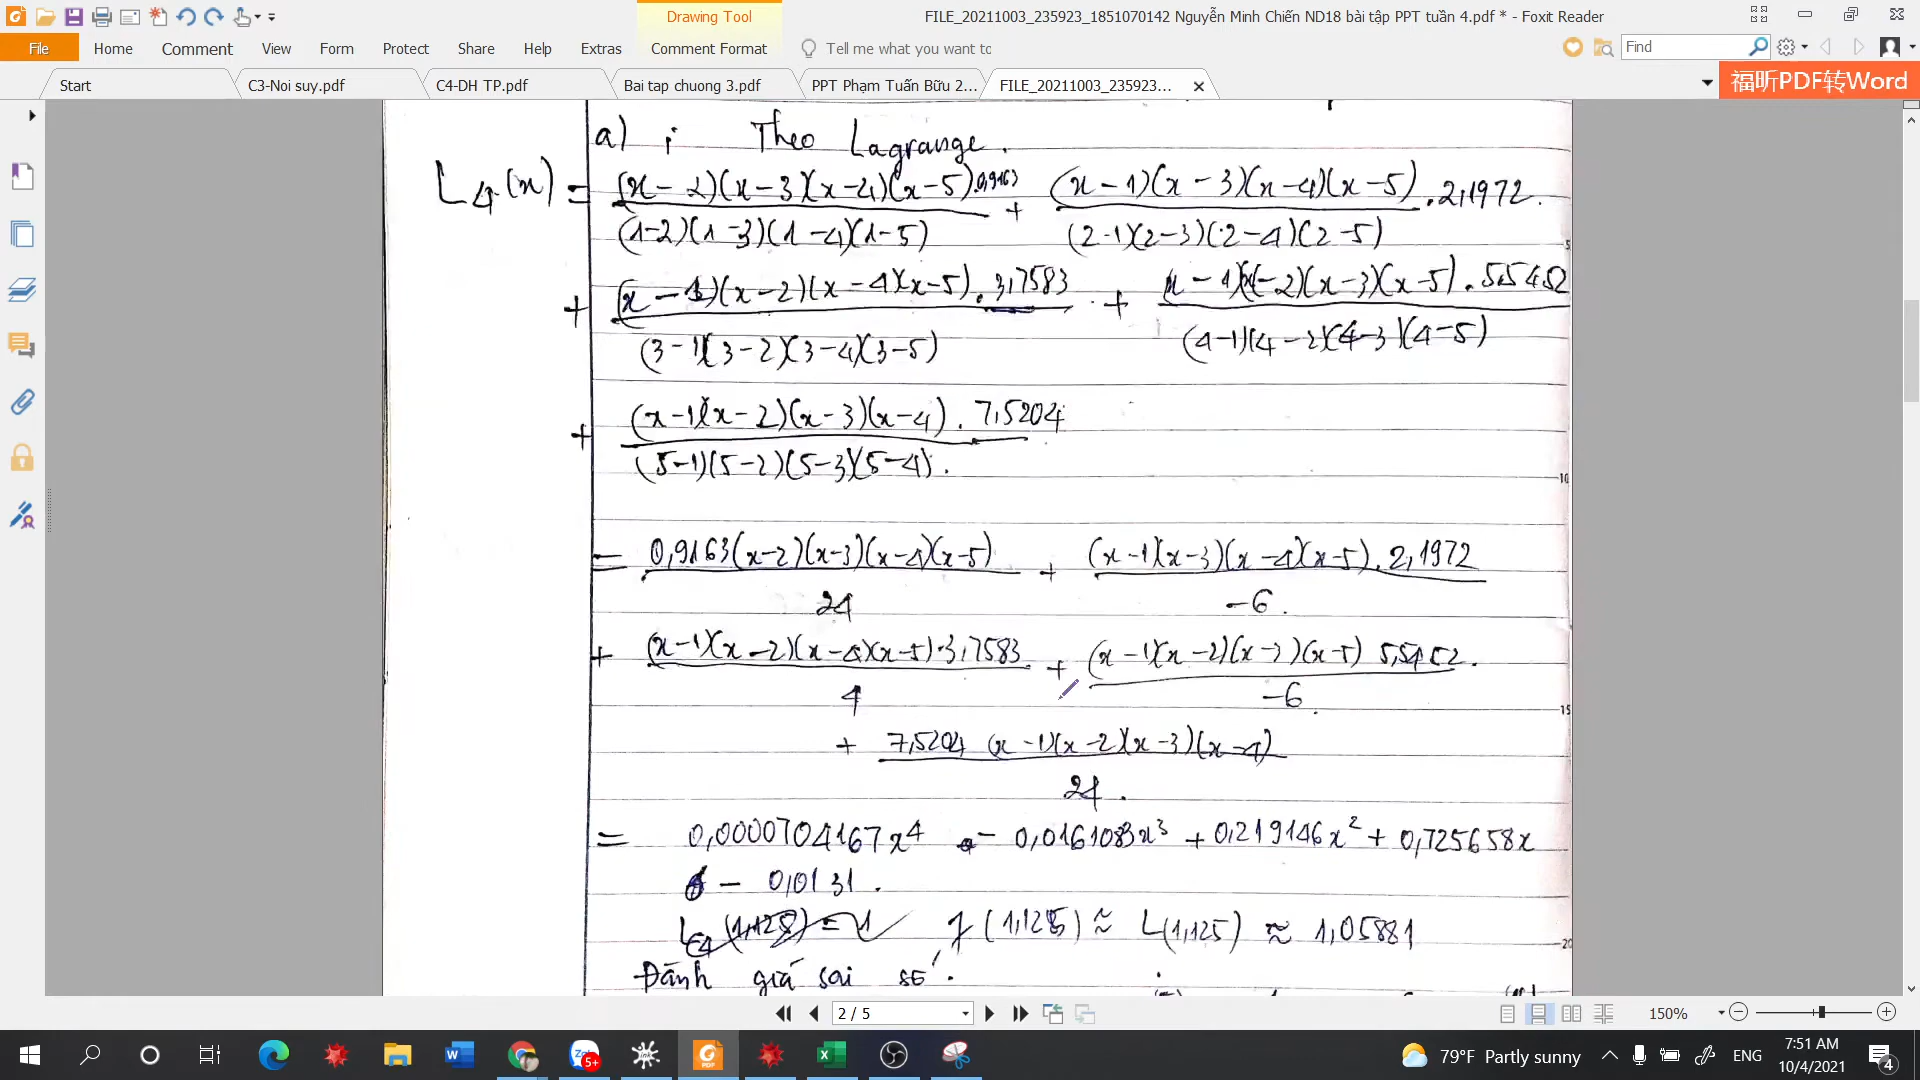 Drawing Tool
FILE_20211003_235923_1851070142 Nguyễn Minh Chiến ND18 bài tập PPT tuần 4.pdf * - Foxit Reader
File Home Comment View Form Protect Share Help Extras Comment Format Tell me what you want to Find
Start C3-Noi suy.pdf C4-DH TP.pdf Bai tap chuong 3.pdf PPT Phạm Tuấn Bữu 2... FILE_20211003_235923... 福昕PDF转Word
a) i Theo Lagrange.
L4(x) = (x-2)(x-3)(x-4)(x-5).0,9163 + (x-1)(x-3)(x-4)(x-5).2,1972
(1-2)(1-3)(1-4)(1-5) (2-1)(2-3)(2-4)(2-5)
+ (x-1)(x-2)(x-4)(x-5).3,7583 + x-1)(x-2)(x-3)(x-5).5,5452
(3-1)(3-2)(3-4)(3-5) (4-1)(4-2)(4-3)(4-5)
5
+ (x-1)(x-2)(x-3)(x-4).7,5204
(5-1)(5-2)(5-3)(5-4).
10
= 0,9163(x-2)(x-3)(x-4)(x-5) + (x-1)(x-3)(x-4)(x-5).2,1972
24 -6.
+ (x-1)(x-2)(x-4)(x-5).3,7583 + (x-1)(x-2)(x-3)(x-5) 5,5452.
4 -6.
15
+ 7,5204 (x-1)(x-2)(x-3)(x-4)
24.
= 0,0000704167x⁴ - 0,0161083x³ + 0,219146x² + 0,725658x
- 0,0131.
f(1,125) ≈ L(1,125) ≈ 1,05881
20
Đánh giá sai số.
2 / 5 150%
5+ 79°F Partly sunny ENG 7:51 AM
10/4/2021 4